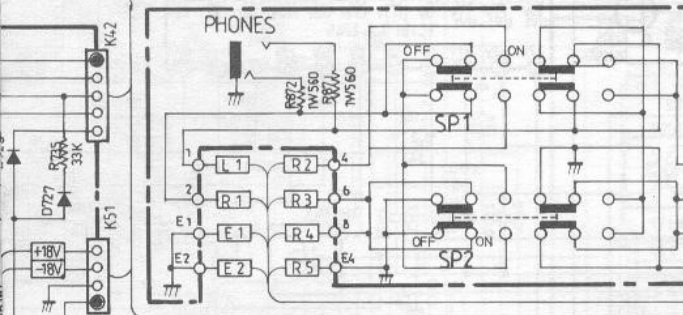 K42
PHONES
OFF
ON
R872
1W560
R871
1W560
SP1
R735
33K
1
L1
R2
4
D727
2
R1
R3
6
K51
E1
E1
R4
8
OFF
ON
+18V
-18V
E2
E2
R5
E4
SP2